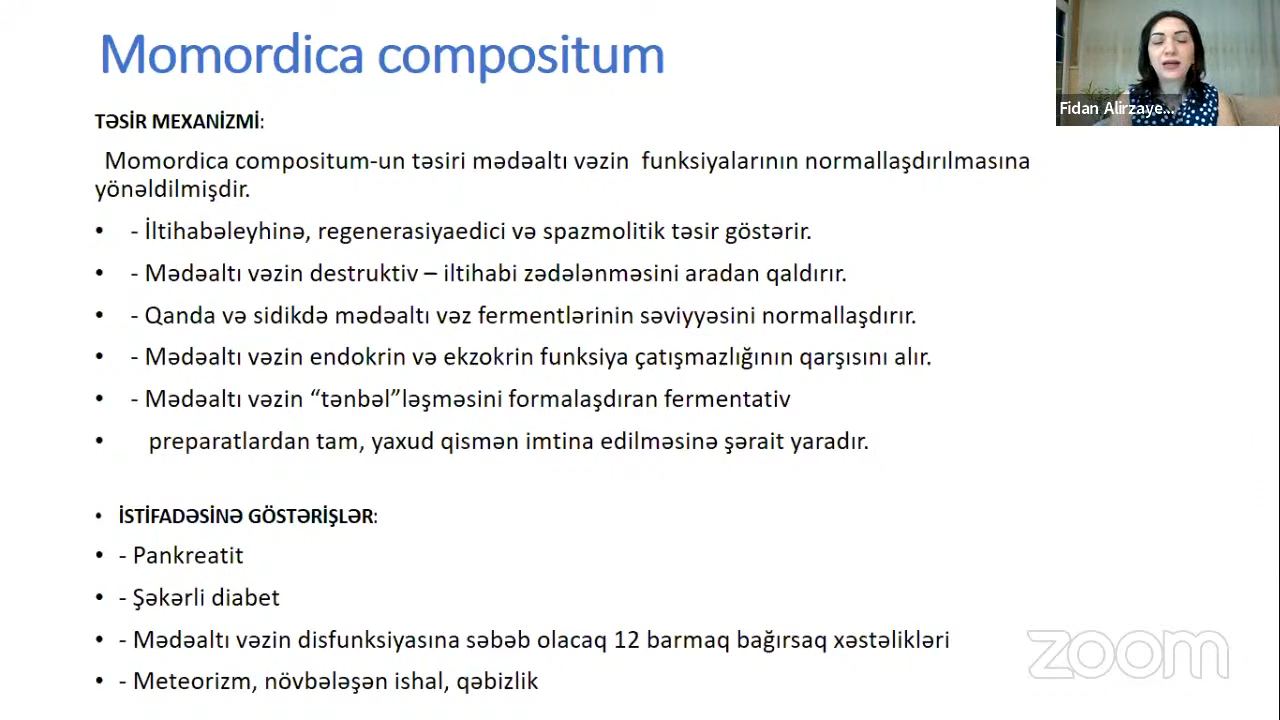 Momordica compositum
Fidan Alirzaye...
TƏSİR MEXANİZMİ:
Momordica compositum-un təsiri mədəaltı vəzin funksiyalarının normallaşdırılmasına
yönəldilmişdir.
• - İltihabəleyhinə, regenerasiyaedici və spazmolitik təsir göstərir.
• - Mədəaltı vəzin destruktiv – iltihabi zədələnməsini aradan qaldırır.
• - Qanda və sidikdə mədəaltı vəz fermentlərinin səviyyəsini normallaşdırır.
• - Mədəaltı vəzin endokrin və ekzokrin funksiya çatışmazlığının qarşısını alır.
• - Mədəaltı vəzin “tənbəl”ləşməsini formalaşdıran fermentativ
• preparatlardan tam, yaxud qismən imtina edilməsinə şərait yaradır.
• İSTİFADƏSİNƏ GÖSTƏRİŞLƏR:
• - Pankreatit
• - Şəkərli diabet
• - Mədəaltı vəzin disfunksiyasına səbəb olacaq 12 barmaq bağırsaq xəstəlikləri
• - Meteorizm, növbələşən ishal, qəbizlik
zoom